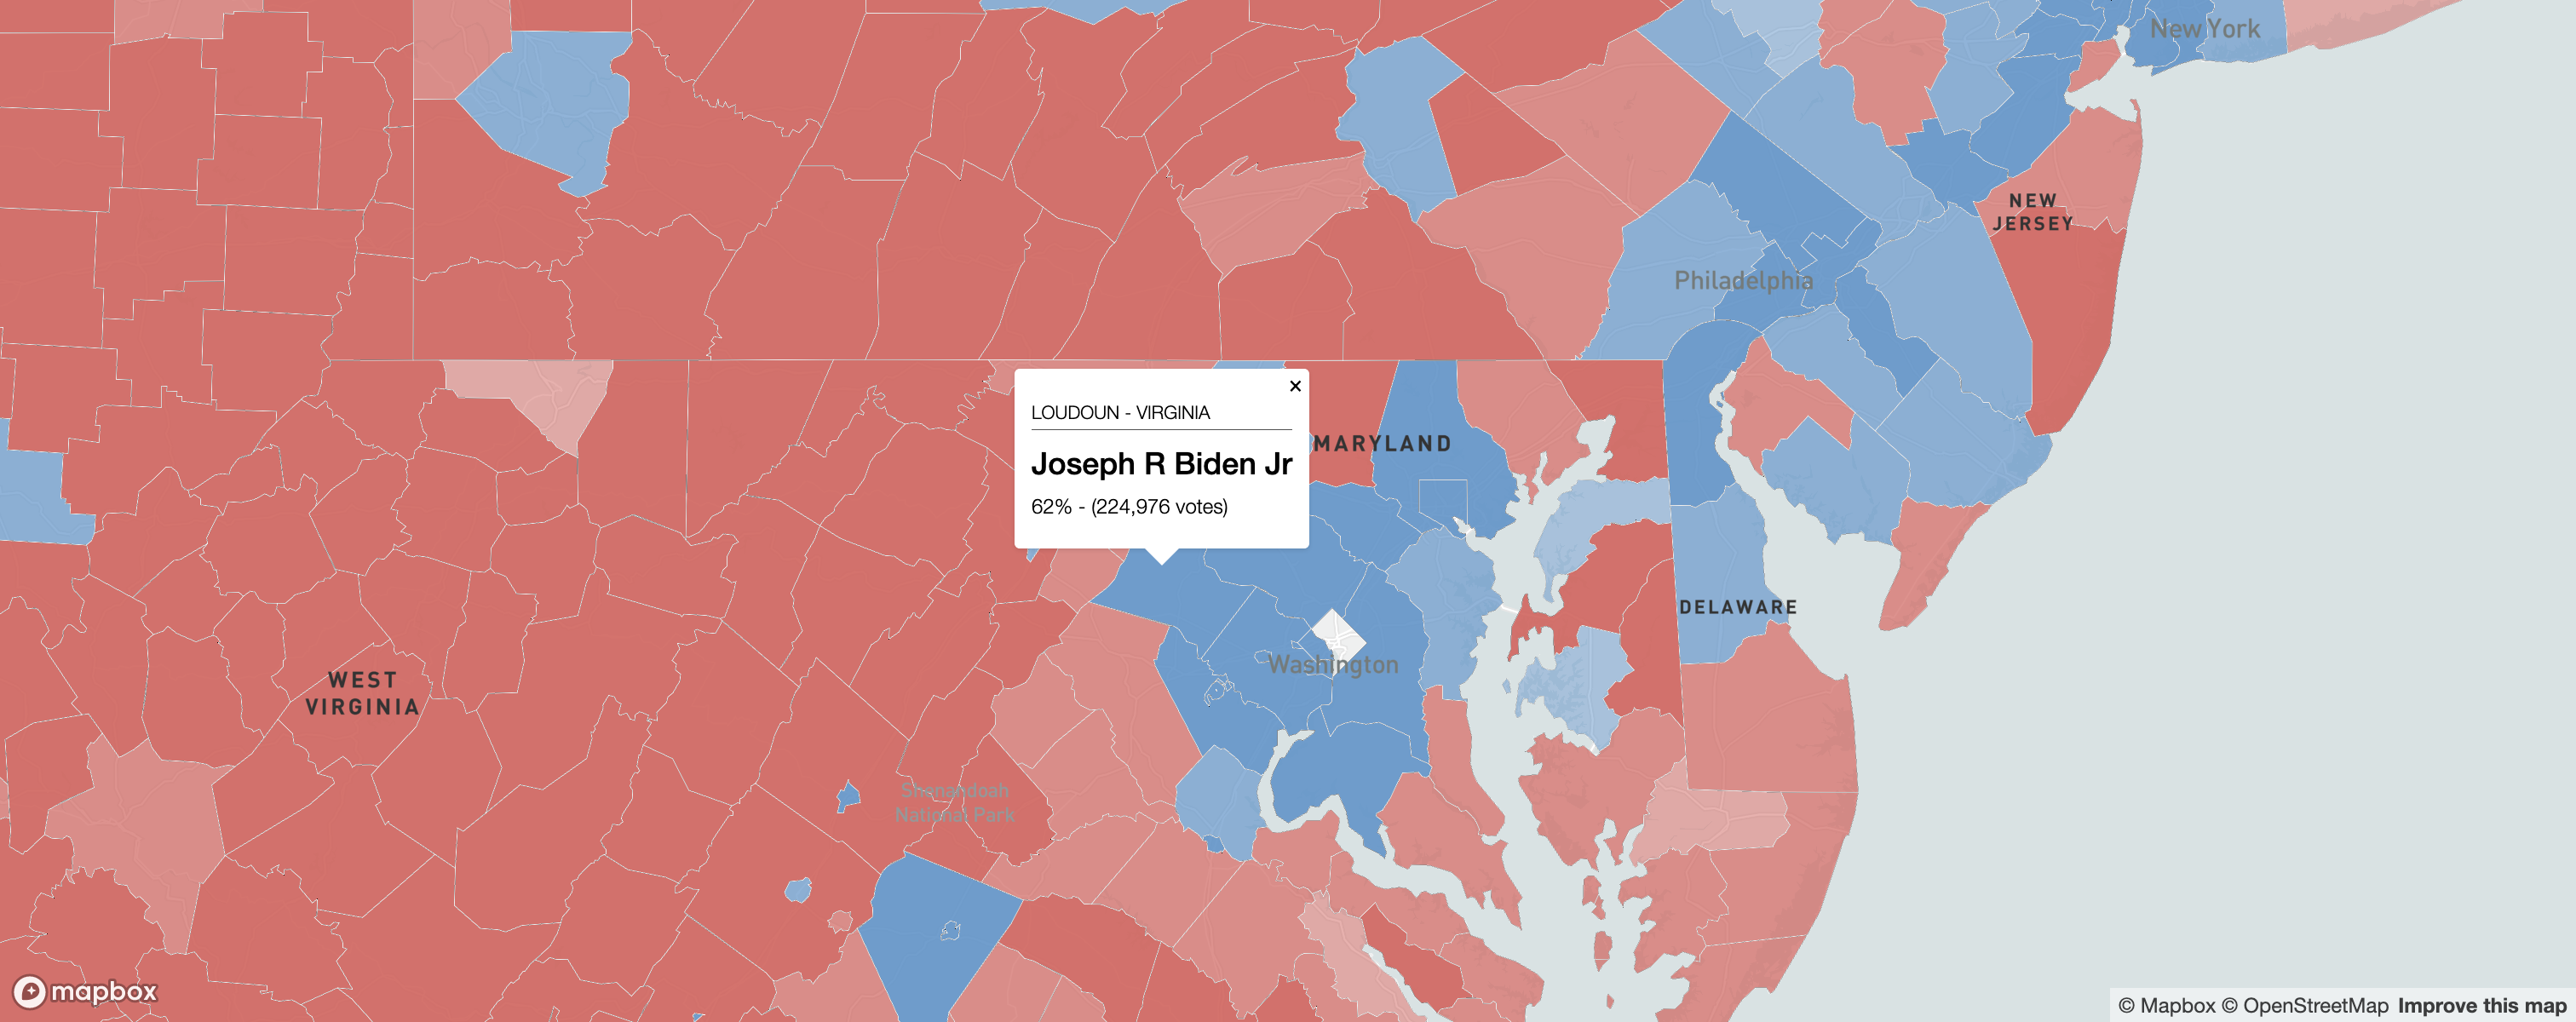 New York
NEW
JERSEY
Philadelphia
×
LOUDOUN - VIRGINIA
Joseph R Biden Jr
62% - (224,976 votes)
MARYLAND
DELAWARE
Washington
WEST
VIRGINIA
Shenandoah
National Park
mapbox
© Mapbox © OpenStreetMap Improve this map